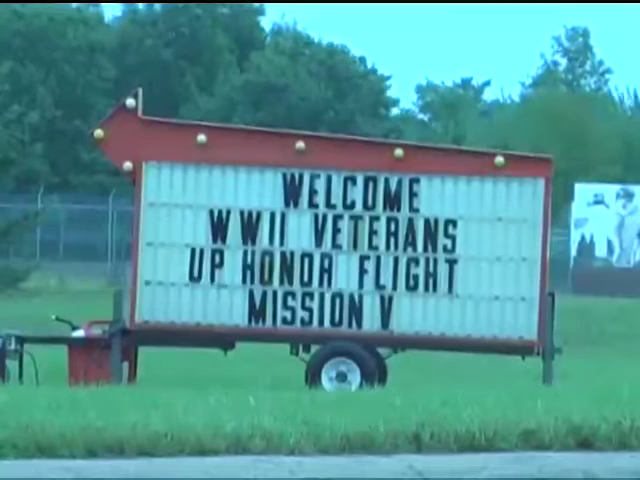 WELCOME
WWII VETERANS
UP HONOR FLIGHT
MISSION V